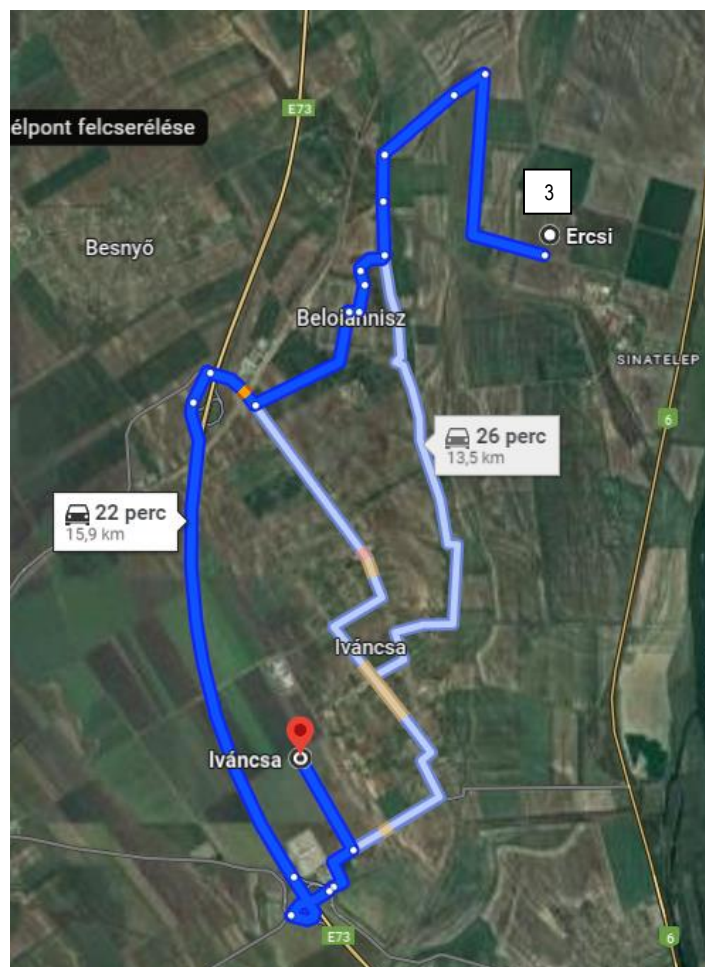 E73
élpont felcserélése
3
Besnyő
Ercsi
Beloiannisz
SINATELEP
6
26 perc
13,5 km
22 perc
15,9 km
Iváncsa
Iváncsa
E73
6